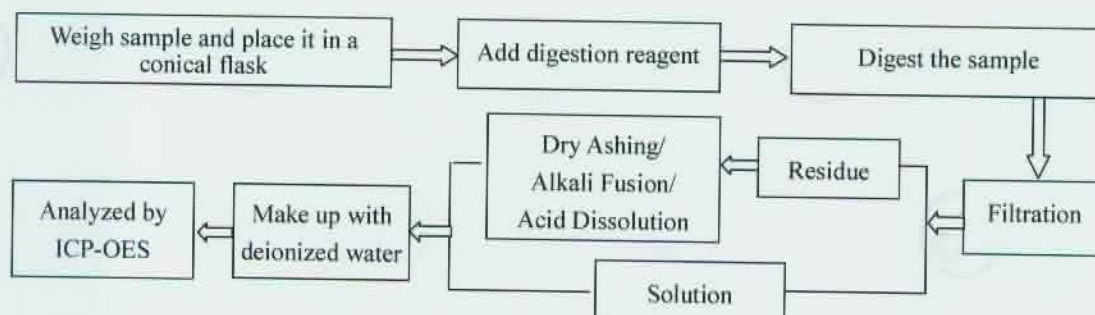 Weigh sample and place it in a
conical flask
Add digestion reagent
Digest the sample
Filtration
Residue
Dry Ashing/
Alkali Fusion/
Acid Dissolution
Solution
Make up with
deionized water
Analyzed by
ICP-OES